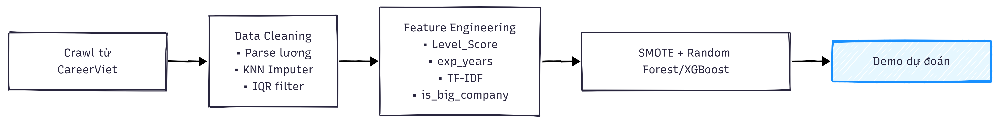 Crawl từ
CareerViet
Data Cleaning
▪ Parse lương
▪ KNN Imputer
▪ IQR filter
Feature Engineering
▪ Level_Score
▪ exp_years
▪ TF-IDF
▪ is_big_company
SMOTE + Random
Forest/XGBoost
Demo dự đoán